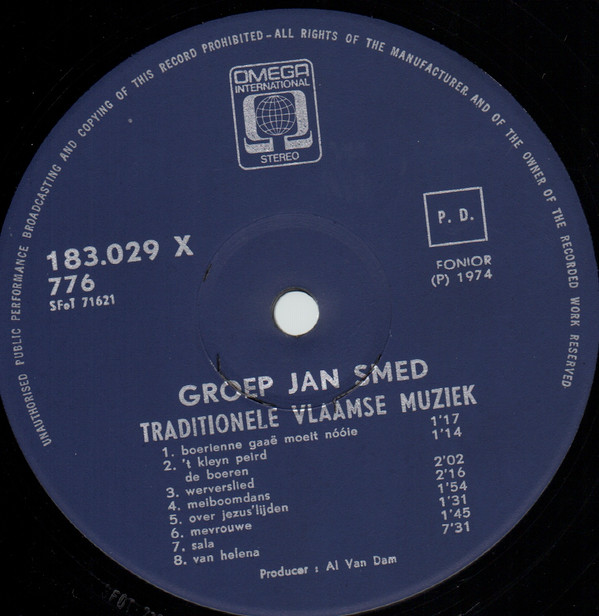 UNAUTHORISED PUBLIC PERFORMANCE BROADCASTING AND COPYING OF THIS RECORD PROHIBITED-ALL RIGHTS OF THE MANUFACTURER, AND OF THE OWNER OF THE RECORDED WORK RESERVED
OMEGA
INTERNATIONAL
STEREO
P. D.
183.029 X
776
SFoT 71621
FONIOR
(P) 1974
GROEP JAN SMED
TRADITIONELE VLAAMSE MUZIEK
1. boerienne gaaë moeit nóóie 1'17
2. 't kleyn peird 1'14
de boeren
3. werverslied 2'02
4. meiboomdans 2'16
5. over jezus'lijden 1'54
6. mevrouwe 1'31
7. sala 1'45
8. van helena 7'31
Producer : Al Van Dam